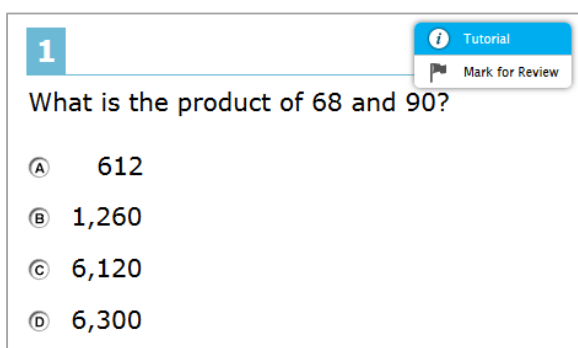 1
Tutorial
Mark for Review
What is the product of 68 and 90?
A 612
B 1,260
C 6,120
D 6,300